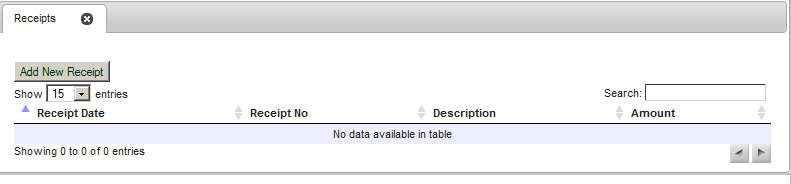 Receipts
Add New Receipt
Show 15 entries Search:
Receipt Date Receipt No Description Amount
No data available in table
Showing 0 to 0 of 0 entries